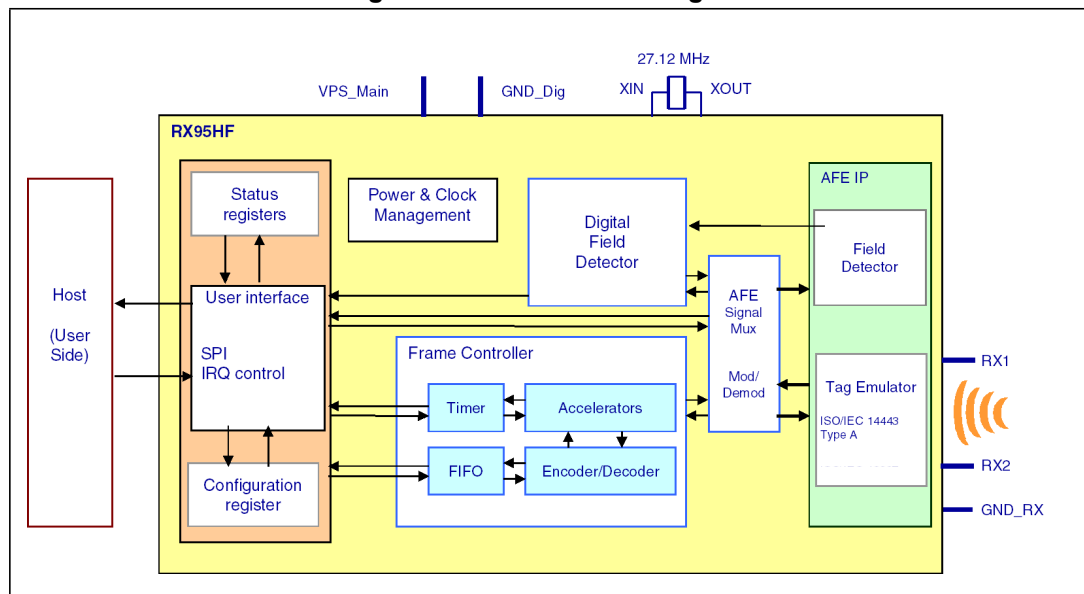 27.12 MHz
VPS_Main
GND_Dig
XIN
XOUT
RX95HF
Status
registers
Power & Clock
Management
Digital
Field
Detector
AFE IP
Field
Detector
Host
(User
Side)
User interface
SPI
IRQ control
AFE
Signal
Mux
Mod/
Demod
Frame Controller
Timer
Accelerators
FIFO
Encoder/Decoder
Configuration
register
Tag Emulator
ISO/IEC 14443
Type A
RX1
RX2
GND_RX